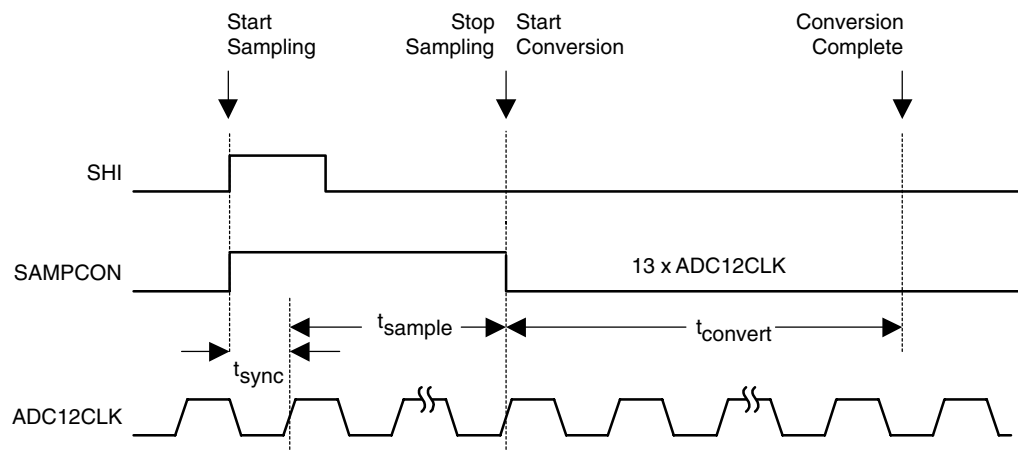 Start
Sampling
Stop
Sampling
Start
Conversion
Conversion
Complete
SHI
SAMPCON
13 x ADC12CLK
tsample
tconvert
tsync
ADC12CLK